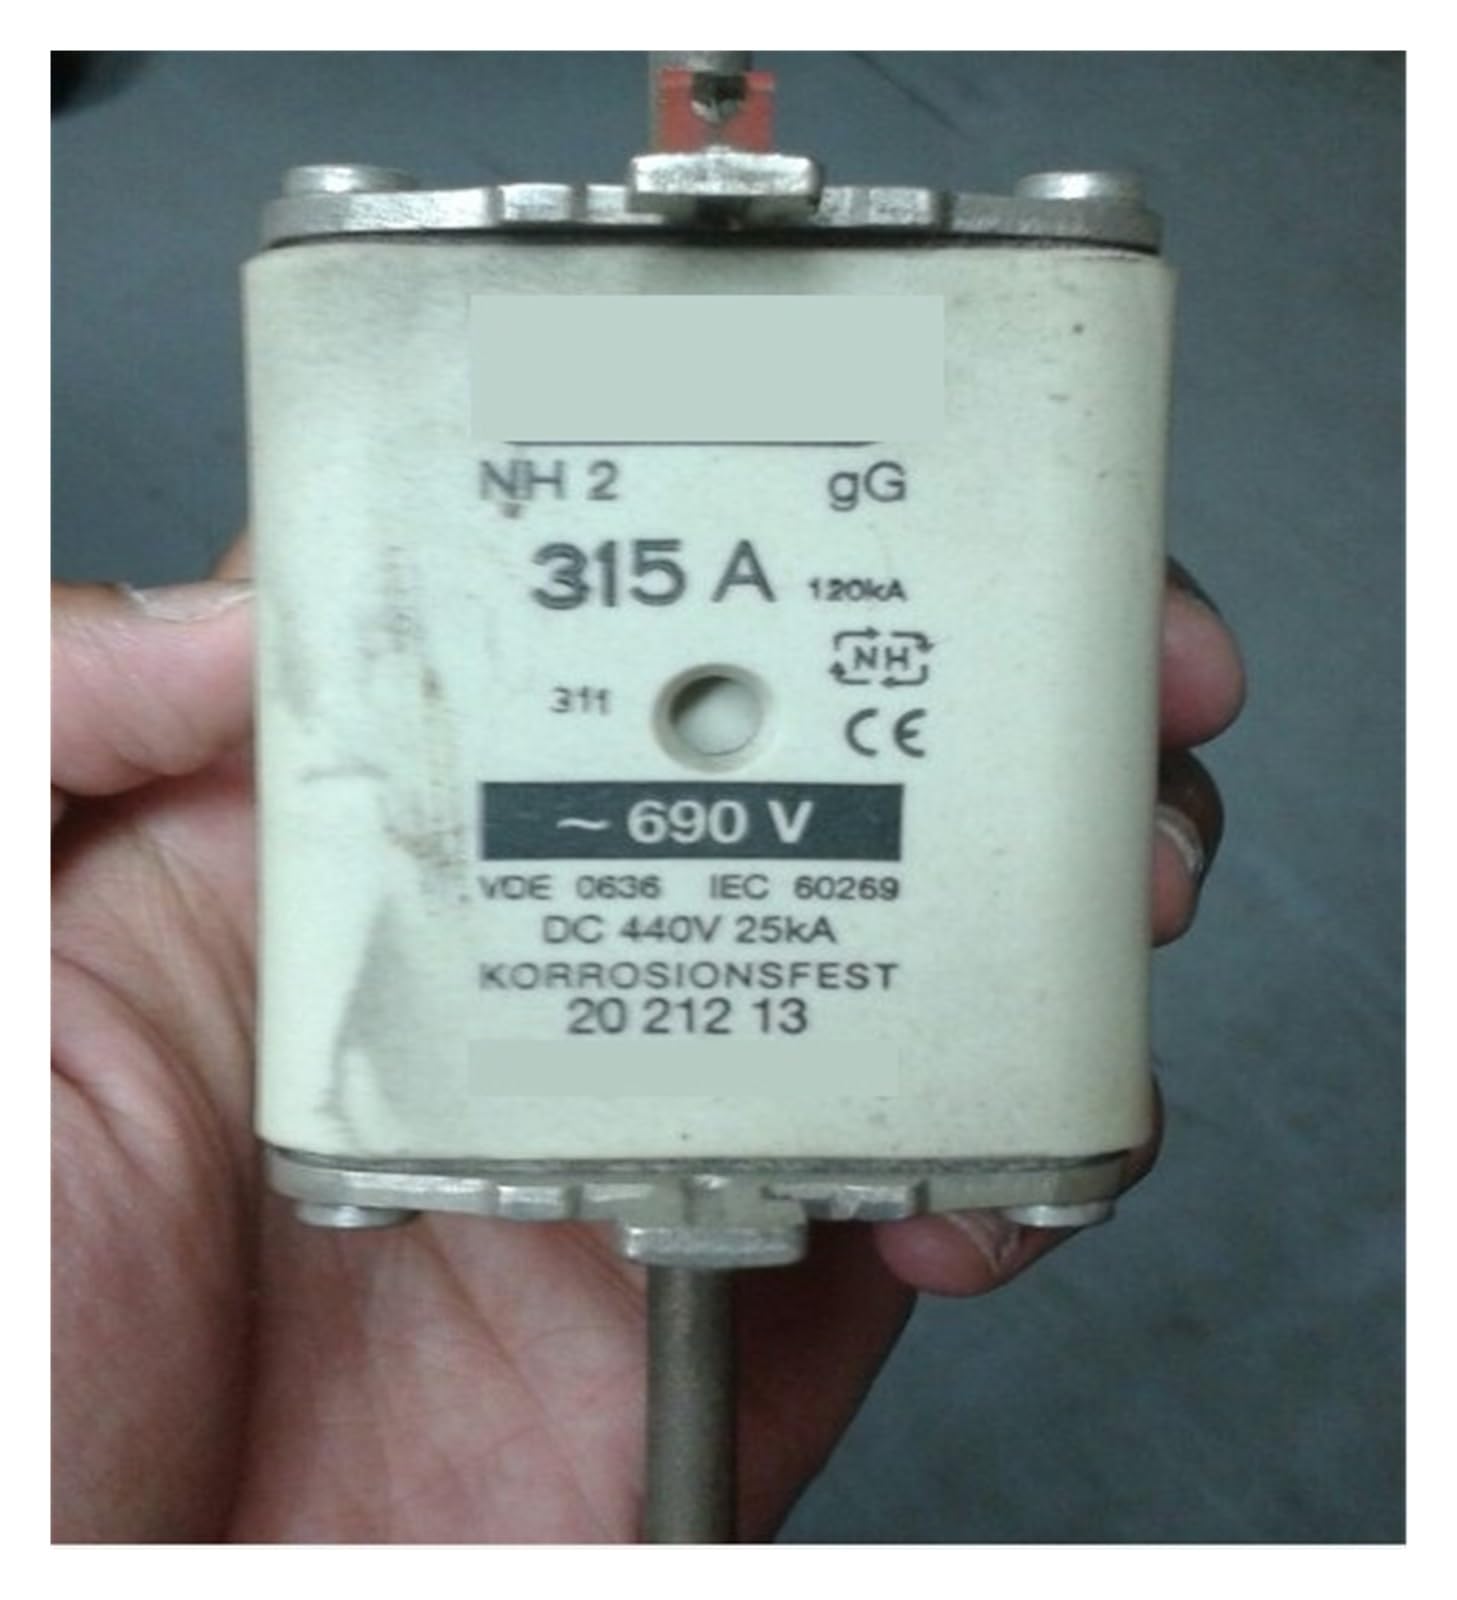 NH 2 gG
315 A 120kA
NH
311
CE
~ 690 V
VDE 0636 IEC 60269
DC 440V 25kA
KORROSIONSFEST
20 212 13